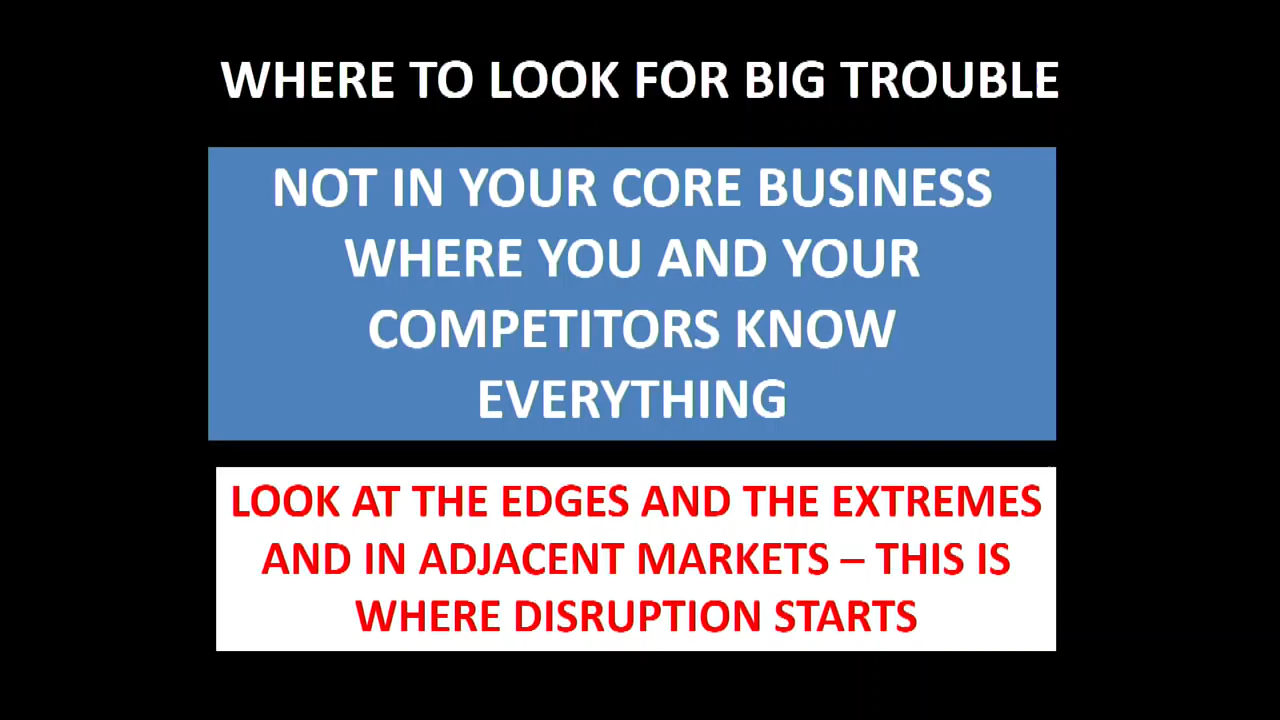 WHERE TO LOOK FOR BIG TROUBLE
NOT IN YOUR CORE BUSINESS
WHERE YOU AND YOUR
COMPETITORS KNOW
EVERYTHING
LOOK AT THE EDGES AND THE EXTREMES
AND IN ADJACENT MARKETS – THIS IS
WHERE DISRUPTION STARTS